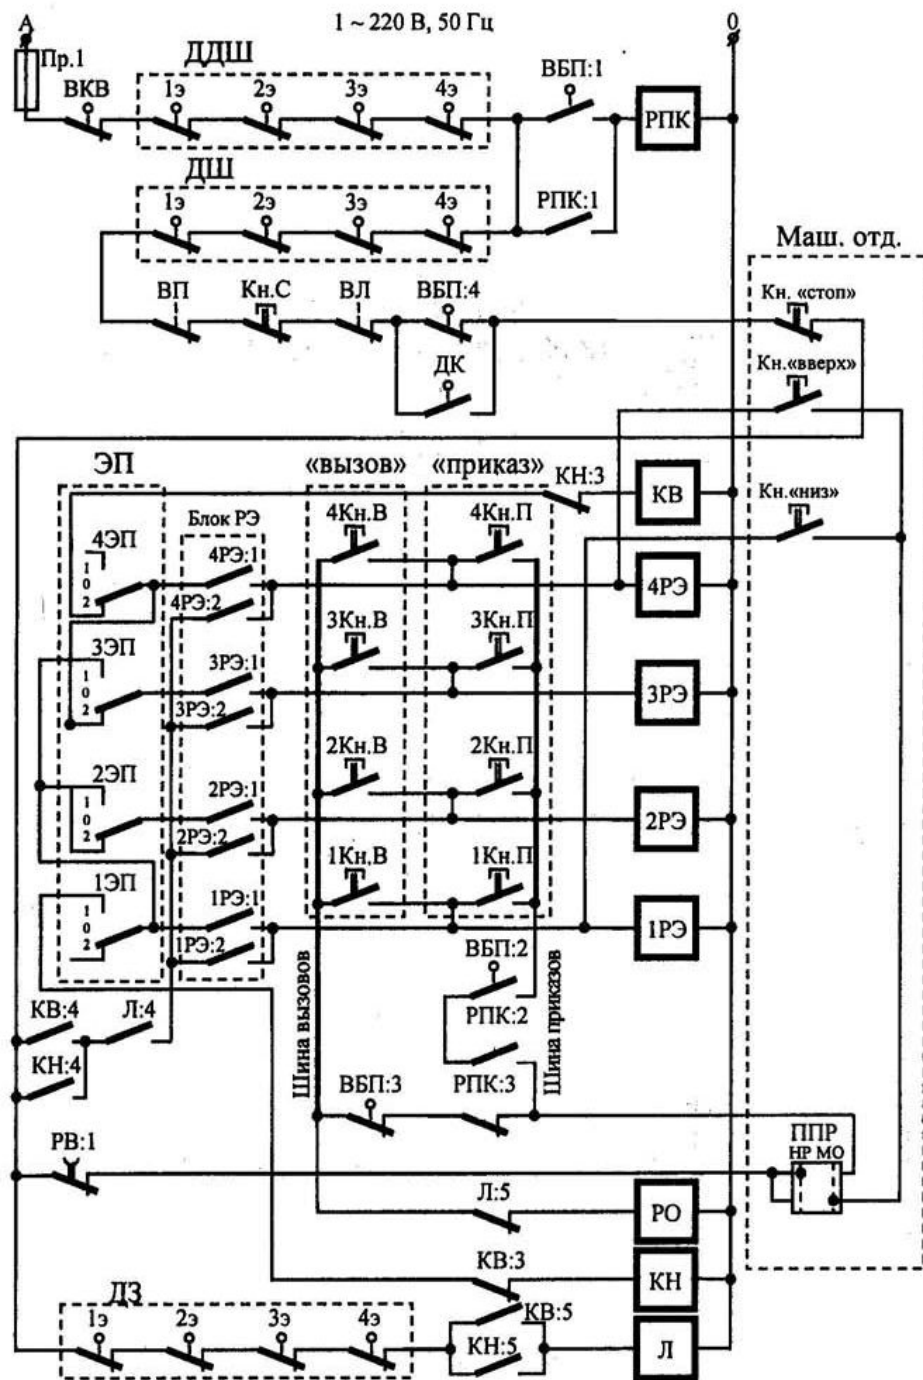 А 1 ~ 220 В, 50 Гц 0
Пр.1 ДДШ
ВКВ 1э 2э 3э 4э ВБП:1
РПК
ДШ
1э 2э 3э 4э РПК:1
Маш. отд.
ВП Кн.С ВЛ ВБП:4 Кн. «стоп»
ДК Кн.«вверх»
ЭП «вызов» «приказ» КН:3 КВ Кн.«низ»
Блок РЭ
4ЭП 4Кн.В 4Кн.П
4РЭ:1
1
0
2
4РЭ
4РЭ:2
3ЭП 3Кн.В 3Кн.П
3РЭ:1
1
0
2
3РЭ
3РЭ:2
2ЭП 2Кн.В 2Кн.П
2РЭ:1
1
0
2
2РЭ
2РЭ:2
1ЭП 1Кн,В 1Кн.П
1РЭ:1
1
0
2
1РЭ
1РЭ:2
ВБП:2
КВ:4 Л:4 РПК:2
КН:4
Шина вызовов
Шина приказов
ВБП:3 РПК:3
РВ:1 ППР
НР МО
Л:5 РО
КВ:3 КН
ДЗ
1э 2э 3э 4э КВ:5
КН:5 Л